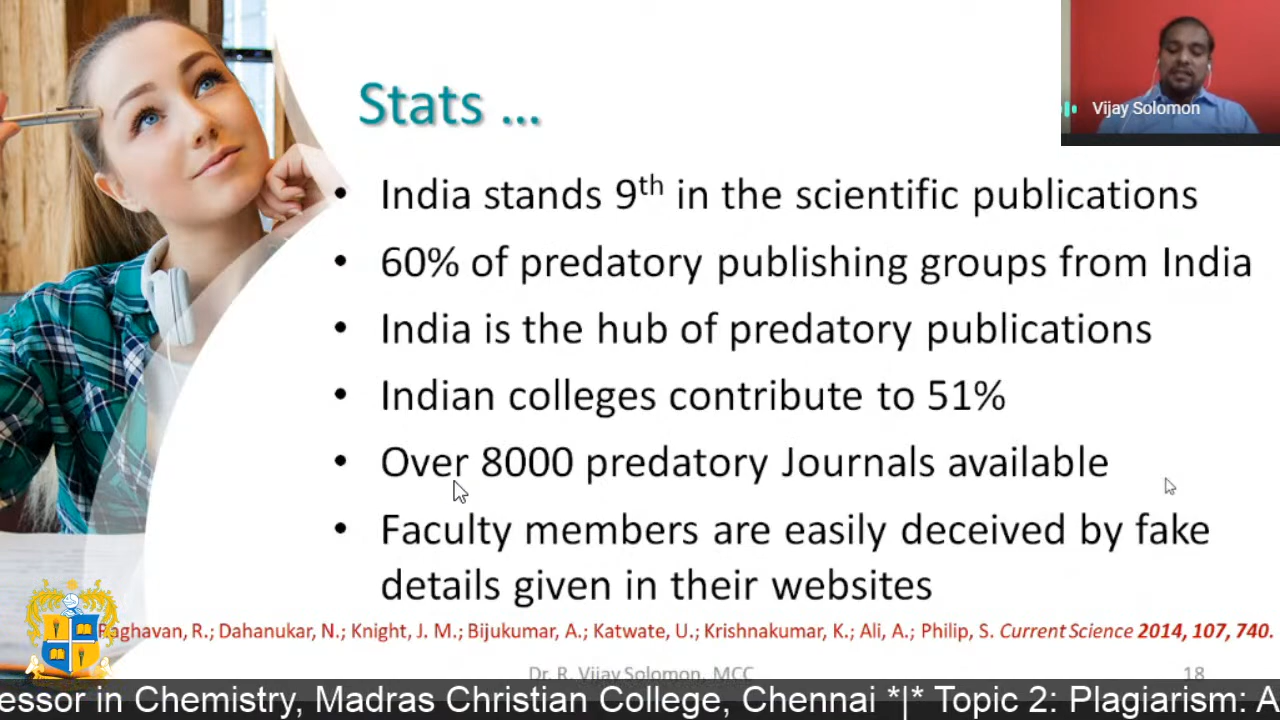 Stats ...
Vijay Solomon
• India stands 9th in the scientific publications
• 60% of predatory publishing groups from India
• India is the hub of predatory publications
• Indian colleges contribute to 51%
• Over 8000 predatory Journals available
• Faculty members are easily deceived by fake
details given in their websites
Raghavan, R.; Dahanukar, N.; Knight, J. M.; Bijukumar, A.; Katwate, U.; Krishnakumar, K.; Ali, A.; Philip, S. Current Science 2014, 107, 740.
Dr. R. Vijay Solomon, MCC
18
essor in Chemistry, Madras Christian College, Chennai *|* Topic 2: Plagiarism: A